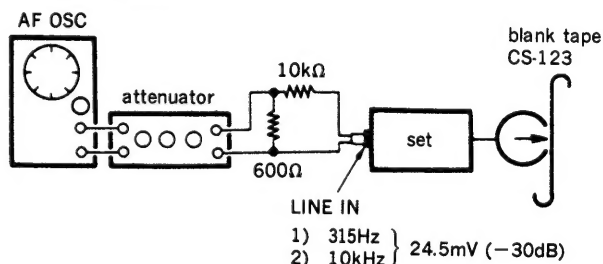 AF OSC
attenuator
10kΩ
600Ω
set
blank tape
CS-123
LINE IN
1) 315Hz
2) 10kHz
24.5mV (−30dB)